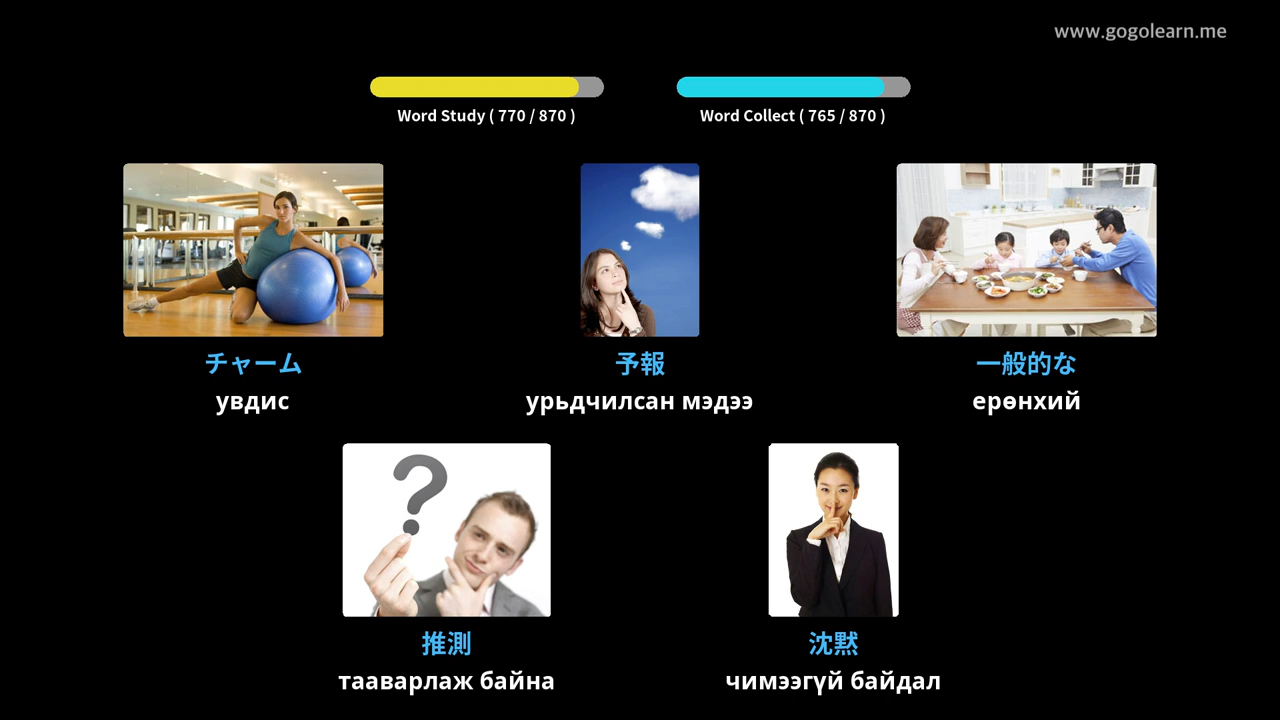 www.gogolearn.me
Word Study ( 770 / 870 )
Word Collect ( 765 / 870 )
チャーム
увдис
予報
урьдчилсан мэдээ
一般的な
ерөнхий
推測
тааварлаж байна
沈黙
чимээгүй байдал